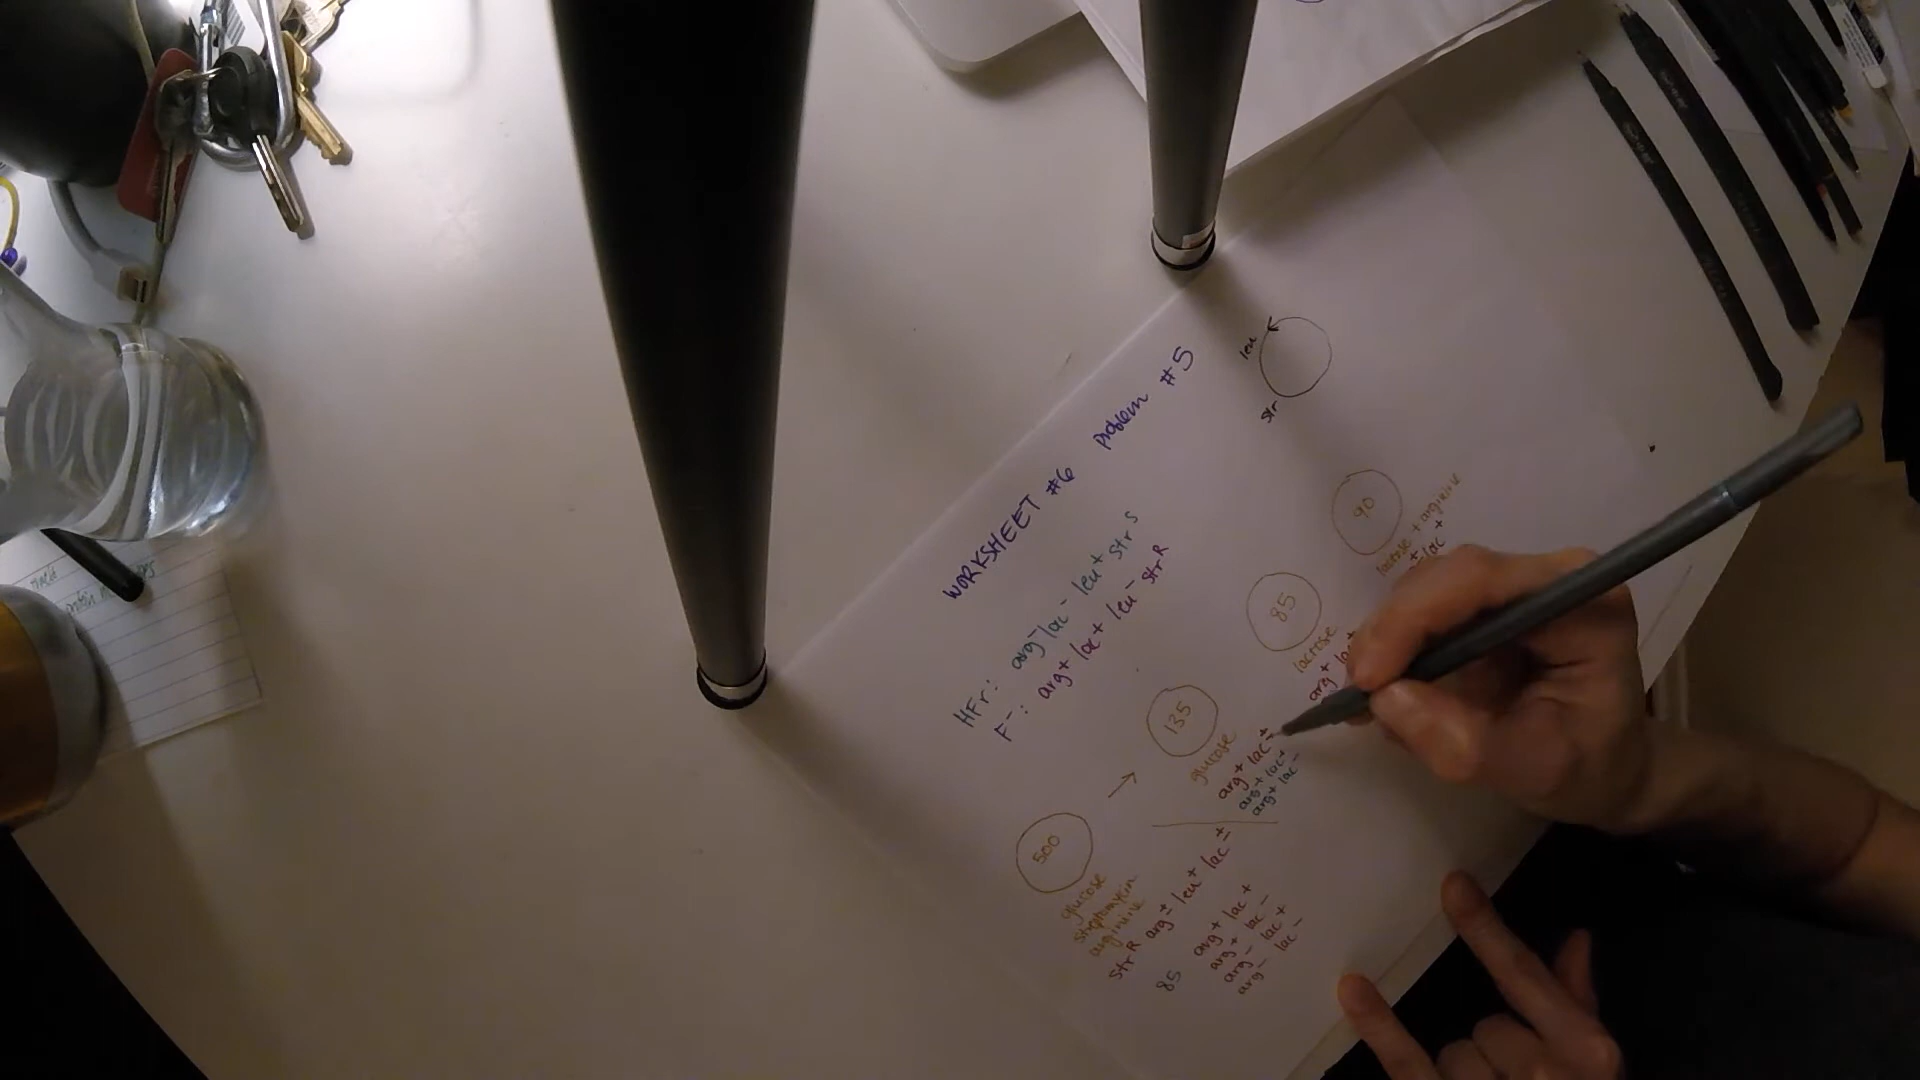 WORKSHEET #6 Problem #5
HFr: arg- lac- leu+ str S
F-: arg+ lac+ leu- str R
leu
str
500
glucose
streptomycin
arginine
str R arg± leu+ lac±
85 arg+ lac+
arg+ lac-
arg- lac+
arg- lac-
135
glucose
arg+ lac±
arg+ lac+
arg+ lac-
85
lactose
arg+
90
lactose + arginine
lac +